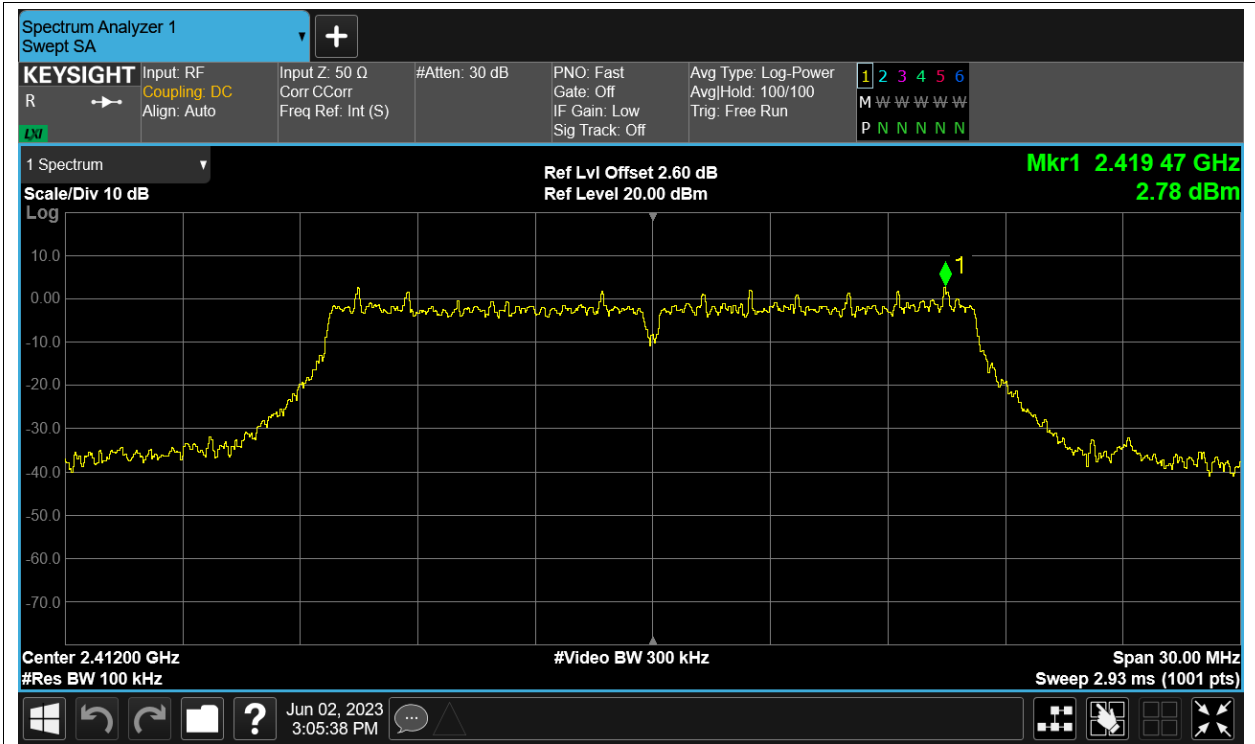 Spectrum Analyzer 1
Swept SA
KEYSIGHT
R
LXI
Input: RF
Coupling: DC
Align: Auto
Input Z: 50 Ω
Corr CCorr
Freq Ref: Int (S)
#Atten: 30 dB
PNO: Fast
Gate: Off
IF Gain: Low
Sig Track: Off
Avg Type: Log-Power
Avg|Hold: 100/100
Trig: Free Run
1 2 3 4 5 6
M W W W W W
P N N N N N
1 Spectrum
Scale/Div 10 dB
Log
Ref Lvl Offset 2.60 dB
Ref Level 20.00 dBm
Mkr1 2.419 47 GHz
2.78 dBm
10.0
0.00
-10.0
-20.0
-30.0
-40.0
-50.0
-60.0
-70.0
1
Center 2.41200 GHz
#Res BW 100 kHz
#Video BW 300 kHz
Span 30.00 MHz
Sweep 2.93 ms (1001 pts)
?
Jun 02, 2023
3:05:38 PM